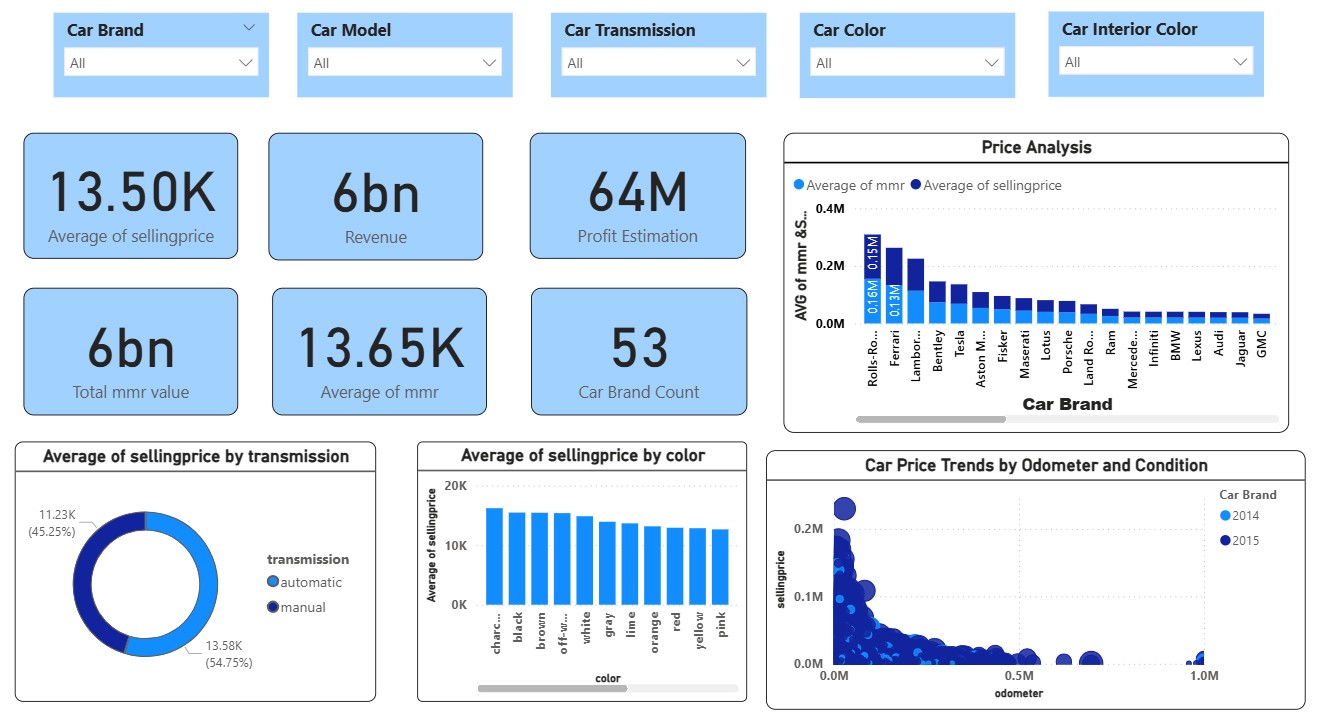 Car Brand
All
Car Model
All
Car Transmission
All
Car Color
All
Car Interior Color
All
13.50K
Average of sellingprice
6bn
Revenue
64M
Profit Estimation
6bn
Total mmr value
13.65K
Average of mmr
53
Car Brand Count
Price Analysis
Average of mmr
Average of sellingprice
AVG of mmr &S...
0.4M
0.2M
0.0M
0.15M
0.16M
0.13M
Rolls-Ro...
Ferrari
Lambor...
Bentley
Tesla
Aston M...
Fisker
Maserati
Lotus
Porsche
Land Ro...
Ram
Mercede...
Infiniti
BMW
Lexus
Audi
Jaguar
GMC
Car Brand
Average of sellingprice by transmission
11.23K
(45.25%)
13.58K
(54.75%)
transmission
automatic
manual
Average of sellingprice by color
Average of sellingprice
20K
10K
0K
charc...
black
brown
off-w...
white
gray
lime
orange
red
yellow
pink
color
Car Price Trends by Odometer and Condition
sellingprice
0.2M
0.1M
0.0M
0.0M
0.5M
1.0M
odometer
Car Brand
2014
2015